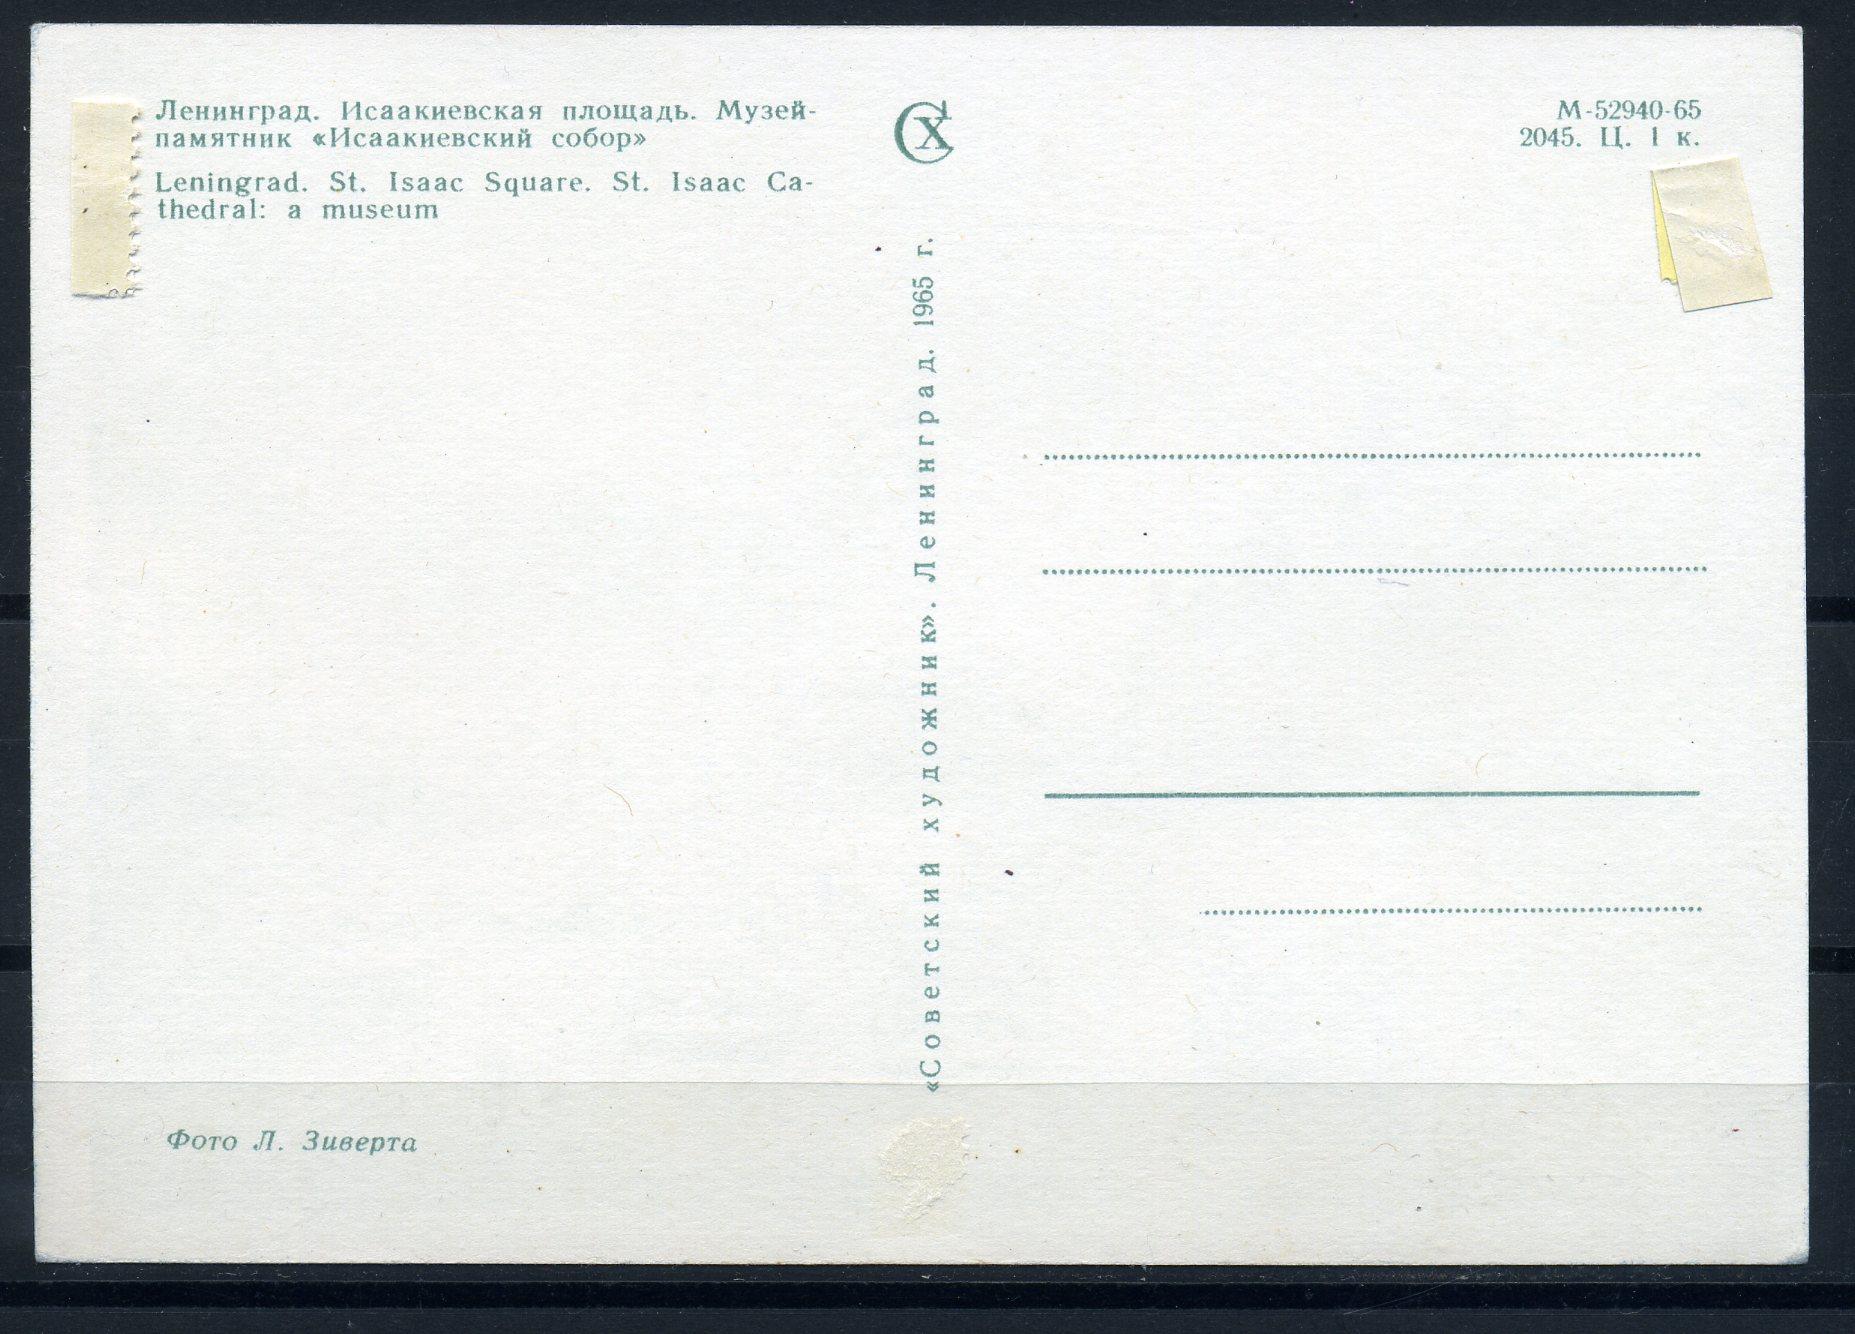 Ленинград. Исаакиевская площадь. Музей-
памятник «Исаакиевский собор»
Leningrad. St. Isaac Square. St. Isaac Ca-
thedral: a museum
СХ
М-52940-65
2045. Ц. 1 к.
«Советский художник». Ленинград. 1965 г.
Фото Л. Зиверта